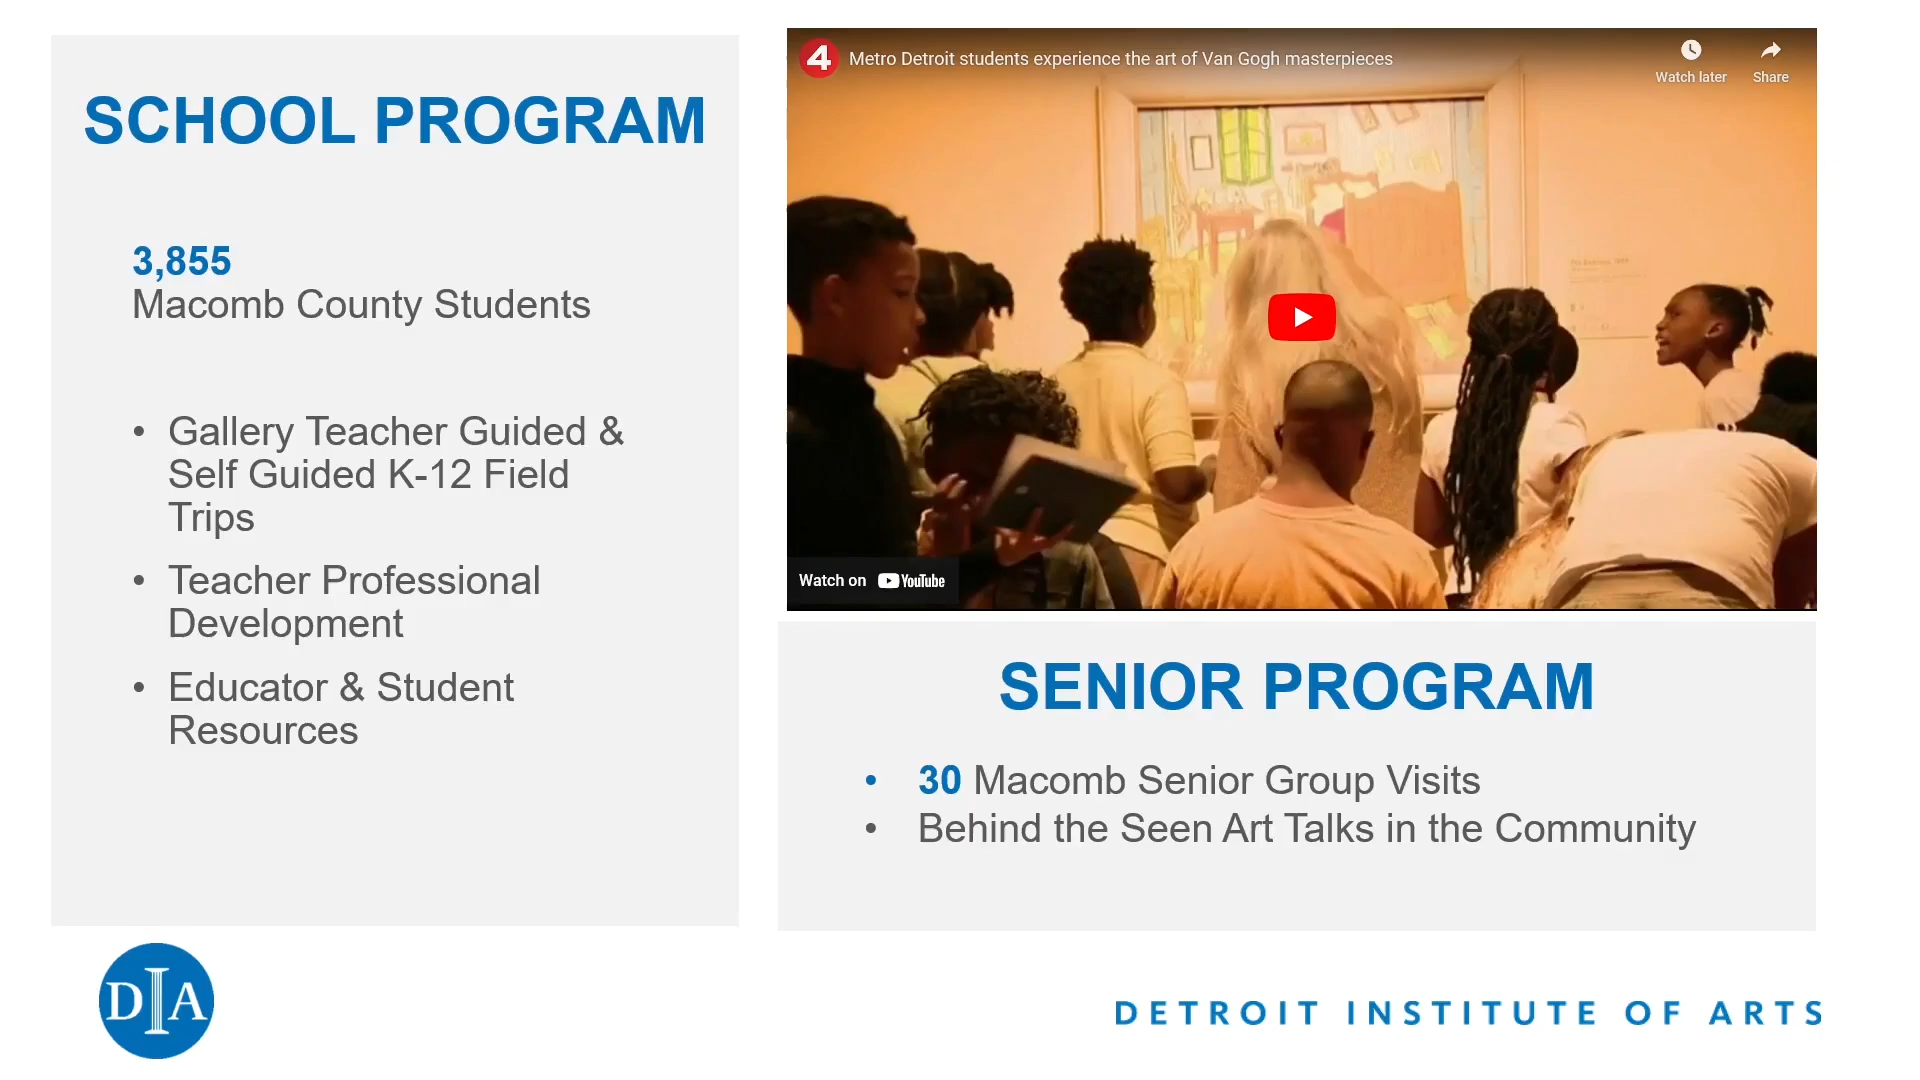 SCHOOL PROGRAM
3,855
Macomb County Students
• Gallery Teacher Guided &
Self Guided K-12 Field
Trips
• Teacher Professional
Development
• Educator & Student
Resources
4 Metro Detroit students experience the art of Van Gogh masterpieces
Watch later
Share
Watch on YouTube
SENIOR PROGRAM
• 30 Macomb Senior Group Visits
• Behind the Seen Art Talks in the Community
DIA
DETROIT INSTITUTE OF ARTS